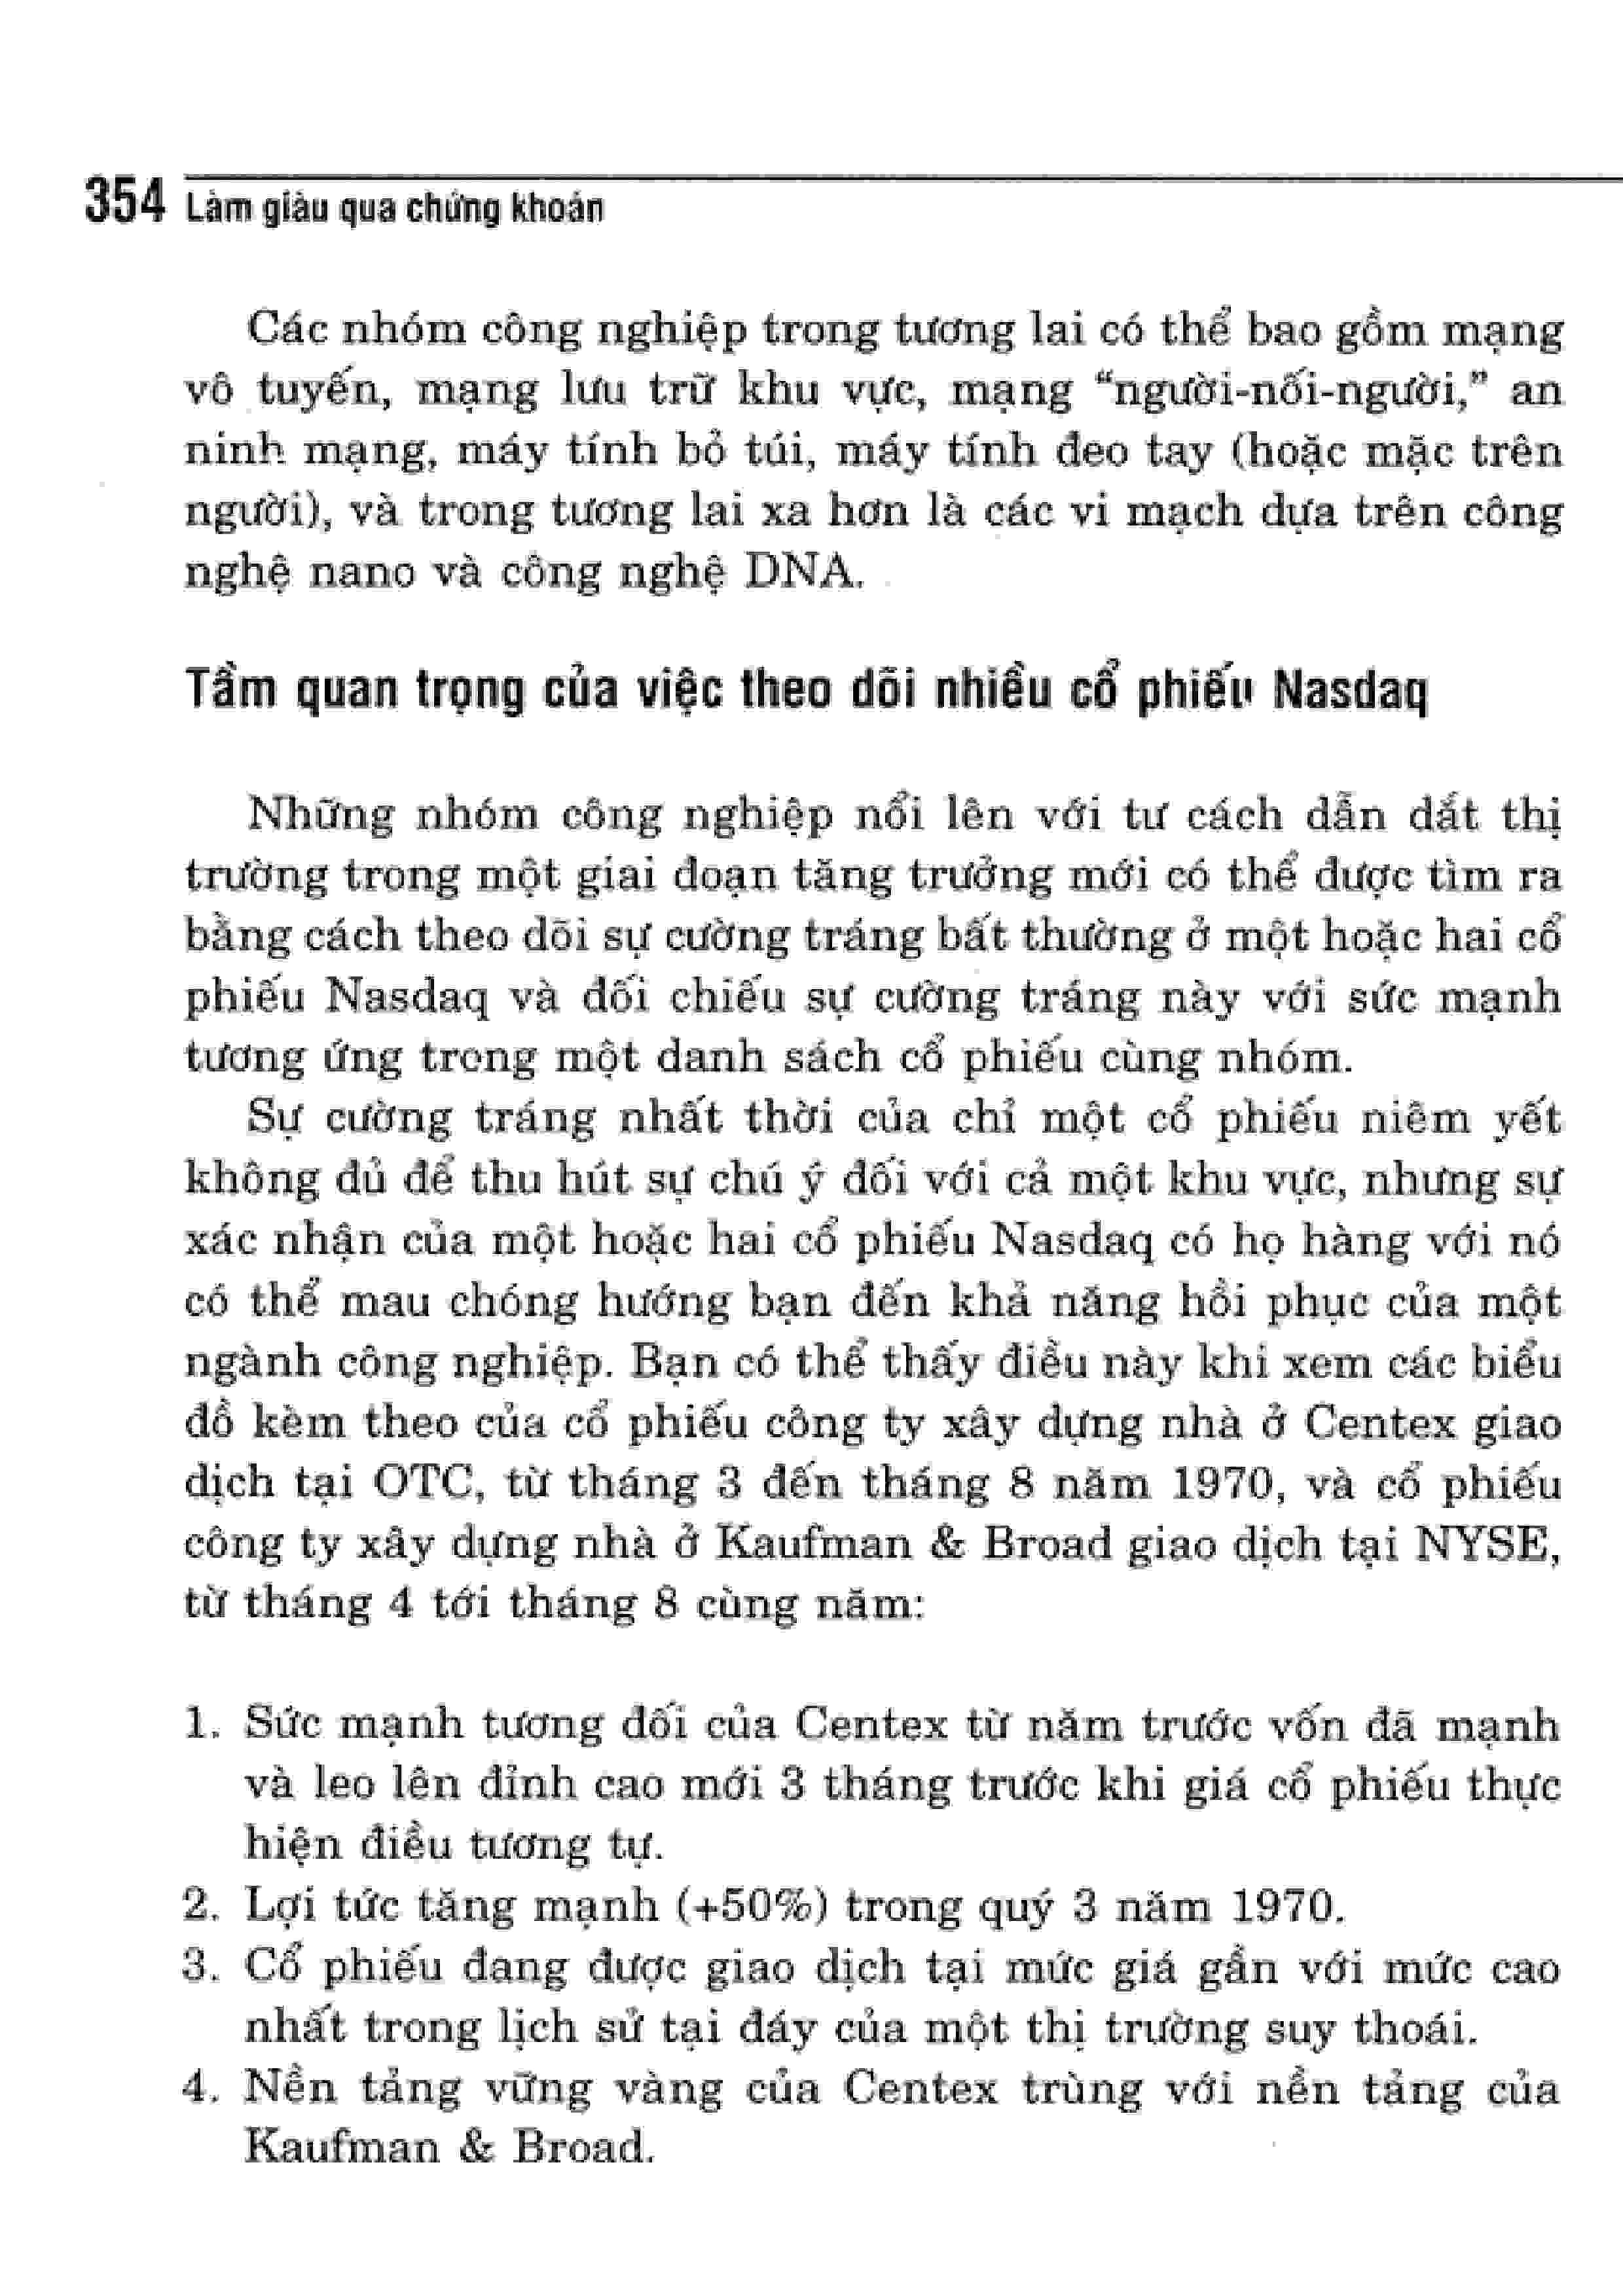 354 Làm giàu qua chứng khoán
Các nhóm công nghiệp trong tương lai có thể bao gồm mạng
vô tuyến, mạng lưu trữ khu vực, mạng “người-nối-người,” an
ninh mạng, máy tính bỏ túi, máy tính đeo tay (hoặc mặc trên
người), và trong tương lai xa hơn là các vi mạch dựa trên công
nghệ nano và công nghệ DNA.
Tầm quan trọng của việc theo dõi nhiều cổ phiếu Nasdaq
Những nhóm công nghiệp nổi lên với tư cách dẫn dắt thị
trường trong một giai đoạn tăng trưởng mới có thể được tìm ra
bằng cách theo dõi sự cường tráng bất thường ở một hoặc hai cổ
phiếu Nasdaq và đối chiếu sự cường tráng này với sức mạnh
tương ứng trong một danh sách cổ phiếu cùng nhóm.
Sự cường tráng nhất thời của chỉ một cổ phiếu niêm yết
không đủ để thu hút sự chú ý đối với cả một khu vực, nhưng sự
xác nhận của một hoặc hai cổ phiếu Nasdaq có họ hàng với nó
có thể mau chóng hướng bạn đến khả năng hồi phục của một
ngành công nghiệp. Bạn có thể thấy điều này khi xem các biểu
đồ kèm theo của cổ phiếu công ty xây dựng nhà ở Centex giao
dịch tại OTC, từ tháng 3 đến tháng 8 năm 1970, và cổ phiếu
công ty xây dựng nhà ở Kaufman & Broad giao dịch tại NYSE,
từ tháng 4 tới tháng 8 cùng năm:
1. Sức mạnh tương đối của Centex từ năm trước vốn đã mạnh
và leo lên đỉnh cao mới 3 tháng trước khi giá cổ phiếu thực
hiện điều tương tự.
2. Lợi tức tăng mạnh (+50%) trong quý 3 năm 1970.
3. Cổ phiếu đang được giao dịch tại mức giá gần với mức cao
nhất trong lịch sử tại đáy của một thị trường suy thoái.
4. Nền tảng vững vàng của Centex trùng với nền tảng của
Kaufman & Broad.